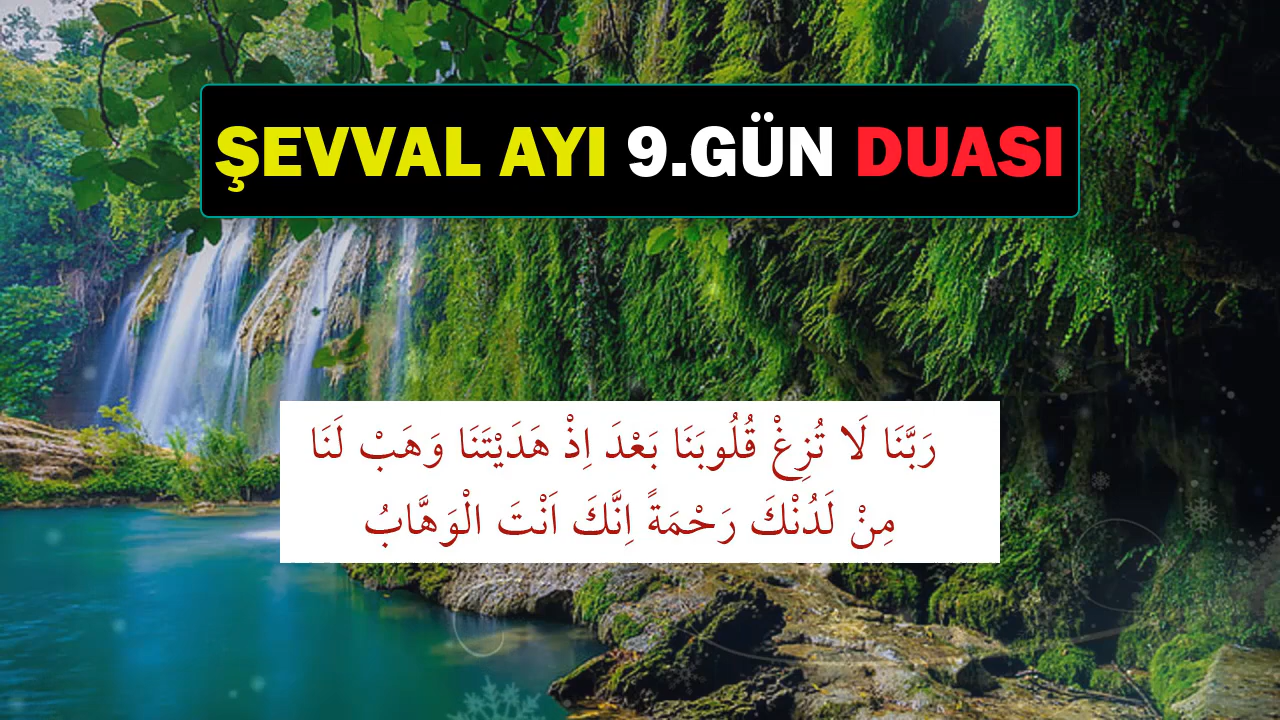 ŞEVVAL AYI 9.GÜN DUASI
رَبَّنَا لَا تُزِغْ قُلُوبَنَا بَعْدَ اِذْ هَدَيْتَنَا وَهَبْ لَنَا
مِنْ لَدُنْكَ رَحْمَةً اِنَّكَ اَنْتَ الْوَهَّابُ